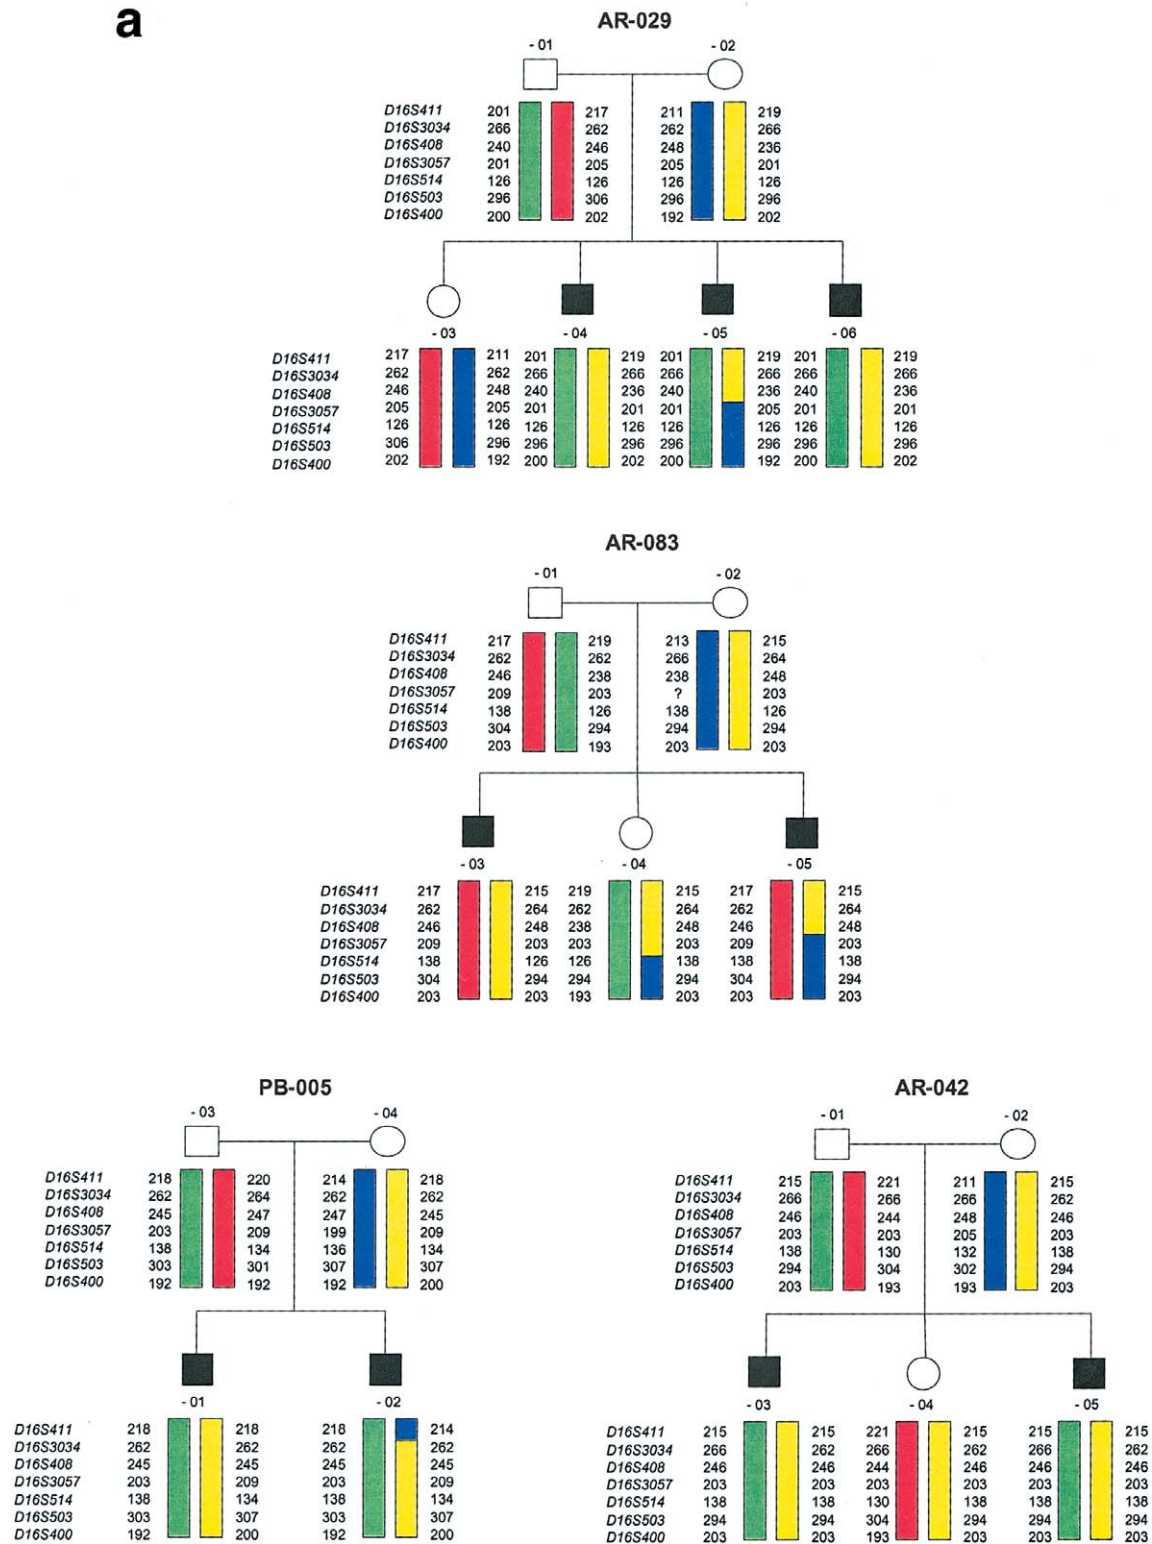 a
AR-029
- 01 - 02
D16S411 201 217 211 219
D16S3034 266 262 262 266
D16S408 240 246 248 236
D16S3057 201 205 205 201
D16S514 126 126 126 126
D16S503 296 306 296 296
D16S400 200 202 192 202
- 03 - 04 - 05 - 06
D16S411 217 211 201 219 201 219 201 219
D16S3034 262 262 266 266 266 266 266 266
D16S408 246 248 240 236 240 236 240 236
D16S3057 205 205 201 201 201 205 201 201
D16S514 126 126 126 126 126 126 126 126
D16S503 306 296 296 296 296 296 296 296
D16S400 202 192 200 202 200 192 200 202
AR-083
- 01 - 02
D16S411 217 219 213 215
D16S3034 262 262 266 264
D16S408 246 238 238 248
D16S3057 209 203 ? 203
D16S514 138 126 138 126
D16S503 304 294 294 294
D16S400 203 193 203 203
- 03 - 04 - 05
D16S411 217 215 219 215 217 215
D16S3034 262 264 262 264 262 264
D16S408 246 248 238 248 246 248
D16S3057 209 203 203 203 209 203
D16S514 138 126 126 138 138 138
D16S503 304 294 294 294 304 294
D16S400 203 203 193 203 203 203
PB-005
- 03 - 04
D16S411 218 220 214 218
D16S3034 262 264 262 262
D16S408 245 247 247 245
D16S3057 203 209 199 209
D16S514 138 134 136 134
D16S503 303 301 307 307
D16S400 192 192 192 200
- 01 - 02
D16S411 218 218 218 214
D16S3034 262 262 262 262
D16S408 245 245 245 245
D16S3057 203 209 203 209
D16S514 138 134 138 134
D16S503 303 307 303 307
D16S400 192 200 192 200
AR-042
- 01 - 02
D16S411 215 221 211 215
D16S3034 266 266 266 262
D16S408 246 244 248 246
D16S3057 203 203 205 203
D16S514 138 130 132 138
D16S503 294 304 302 294
D16S400 203 193 193 203
- 03 - 04 - 05
D16S411 215 215 221 215 215 215
D16S3034 266 262 266 262 266 262
D16S408 246 246 244 246 246 246
D16S3057 203 203 203 203 203 203
D16S514 138 138 130 138 138 138
D16S503 294 294 304 294 294 294
D16S400 203 203 193 203 203 203